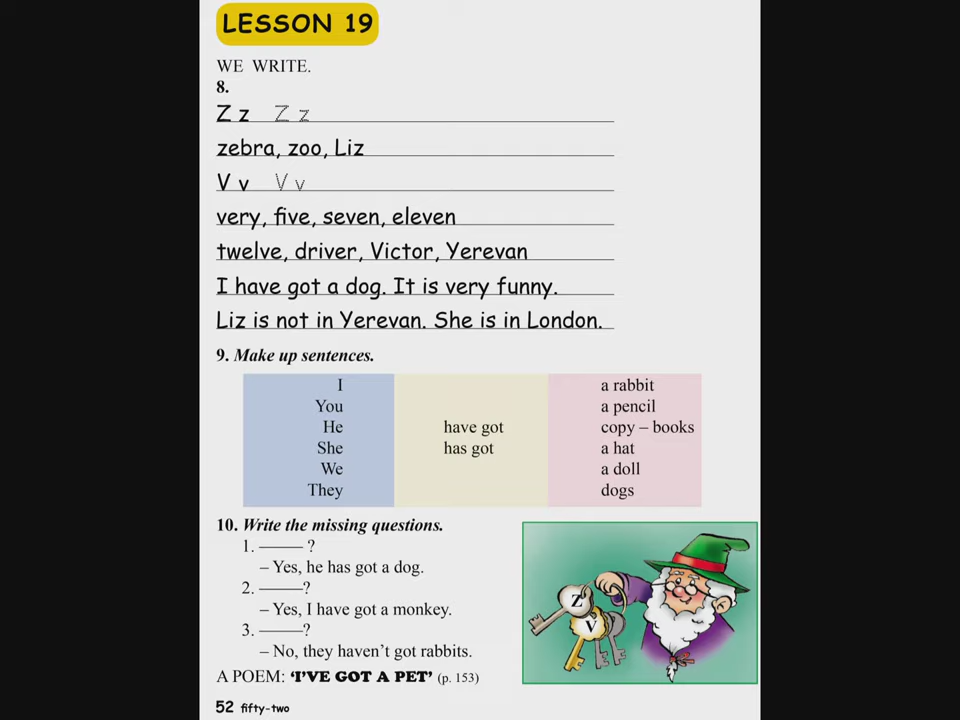 LESSON 19
WE WRITE.
8.
Z z Z z
zebra, zoo, Liz
V v V v
very, five, seven, eleven
twelve, driver, Victor, Yerevan
I have got a dog. It is very funny.
Liz is not in Yerevan. She is in London.
9. Make up sentences.
I
You
He
She
We
They
have got
has got
a rabbit
a pencil
copy – books
a hat
a doll
dogs
10. Write the missing questions.
1. ——— ?
– Yes, he has got a dog.
2. ———?
– Yes, I have got a monkey.
3. ———?
– No, they haven’t got rabbits.
Z
V
A POEM: ‘I’VE GOT A PET’ (p. 153)
52 fifty-two